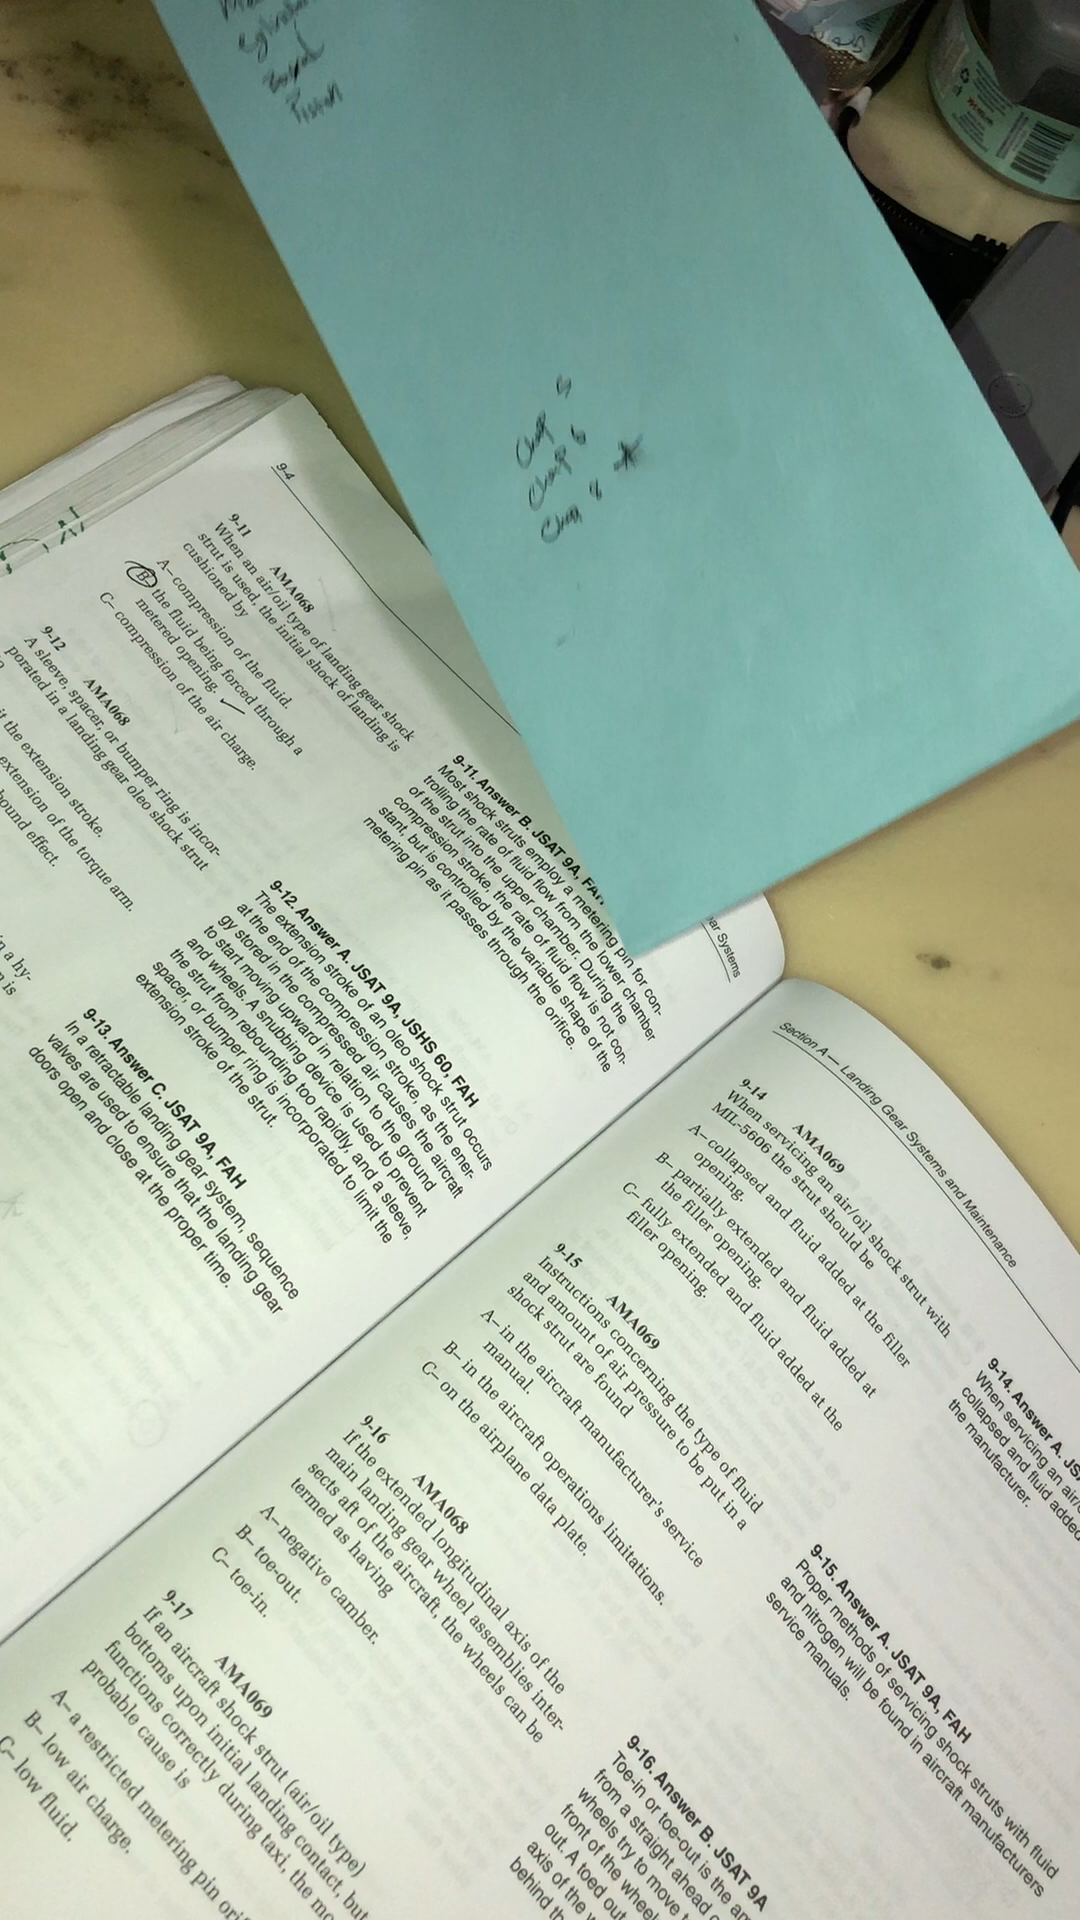 Cylinder
Piston
Chap 5
Chap 6
Chap 8 *
9-4
9-11 AMA068
When an air/oil type of landing gear shock
strut is used, the initial shock of landing is
cushioned by
A– compression of the fluid.
B– the fluid being forced through a
metered opening.
C– compression of the air charge.
9-12 AMA068
A sleeve, spacer, or bumper ring is incor-
porated in a landing gear oleo shock strut
the extension stroke.
extension of the torque arm.
effect.
9-11. Answer B. JSAT 9A, FAH
Most shock struts employ a metering pin for con-
trolling the rate of fluid flow from the lower chamber
of the strut into the upper chamber. During the
compression stroke, the rate of fluid flow is not con-
stant, but is controlled by the variable shape of the
metering pin as it passes through the orifice.
9-12. Answer A. JSAT 9A, JSHS 60, FAH
The extension stroke of an oleo shock strut occurs
at the end of the compression stroke, as the ener-
gy stored in the compressed air causes the aircraft
to start moving upward in relation to the ground
and wheels. A snubbing device is used to prevent
the strut from rebounding too rapidly, and a sleeve,
spacer, or bumper ring is incorporated to limit the
extension stroke of the strut.
9-13. Answer C. JSAT 9A, FAH
In a retractable landing gear system, sequence
valves are used to ensure that the landing gear
doors open and close at the proper time.
ear Systems
Section A — Landing Gear Systems and Maintenance
9-14 AMA069
When servicing an air/oil shock strut with
MIL-5606 the strut should be
A– collapsed and fluid added at the filler
opening.
B– partially extended and fluid added at
the filler opening.
C– fully extended and fluid added at the
filler opening.
9-15 AMA069
Instructions concerning the type of fluid
and amount of air pressure to be put in a
shock strut are found
A– in the aircraft manufacturer's service
manual.
B– in the aircraft operations limitations.
C– on the airplane data plate.
9-16 AMA068
If the extended longitudinal axis of the
main landing gear wheel assemblies inter-
sects aft of the aircraft, the wheels can be
termed as having
A– negative camber.
B– toe-out.
C– toe-in.
9-17 AMA069
If an aircraft shock strut (air/oil type)
bottoms upon initial landing contact, but
functions correctly during taxi, the mo
probable cause is
A– a restricted metering pin ori
B– low air charge.
C– low fluid.
9-14. Answer A. JS
When servicing an air/
collapsed and fluid added
the manufacturer.
9-15. Answer A. JSAT 9A, FAH
Proper methods of servicing shock struts with fluid
and nitrogen will be found in aircraft manufacturers
service manuals.
9-16. Answer B. JSAT 9A
Toe-in or toe-out is the am
from a straight ahead
wheels try to move
front of the wheel
out. A toed out
axis of the w
behind th